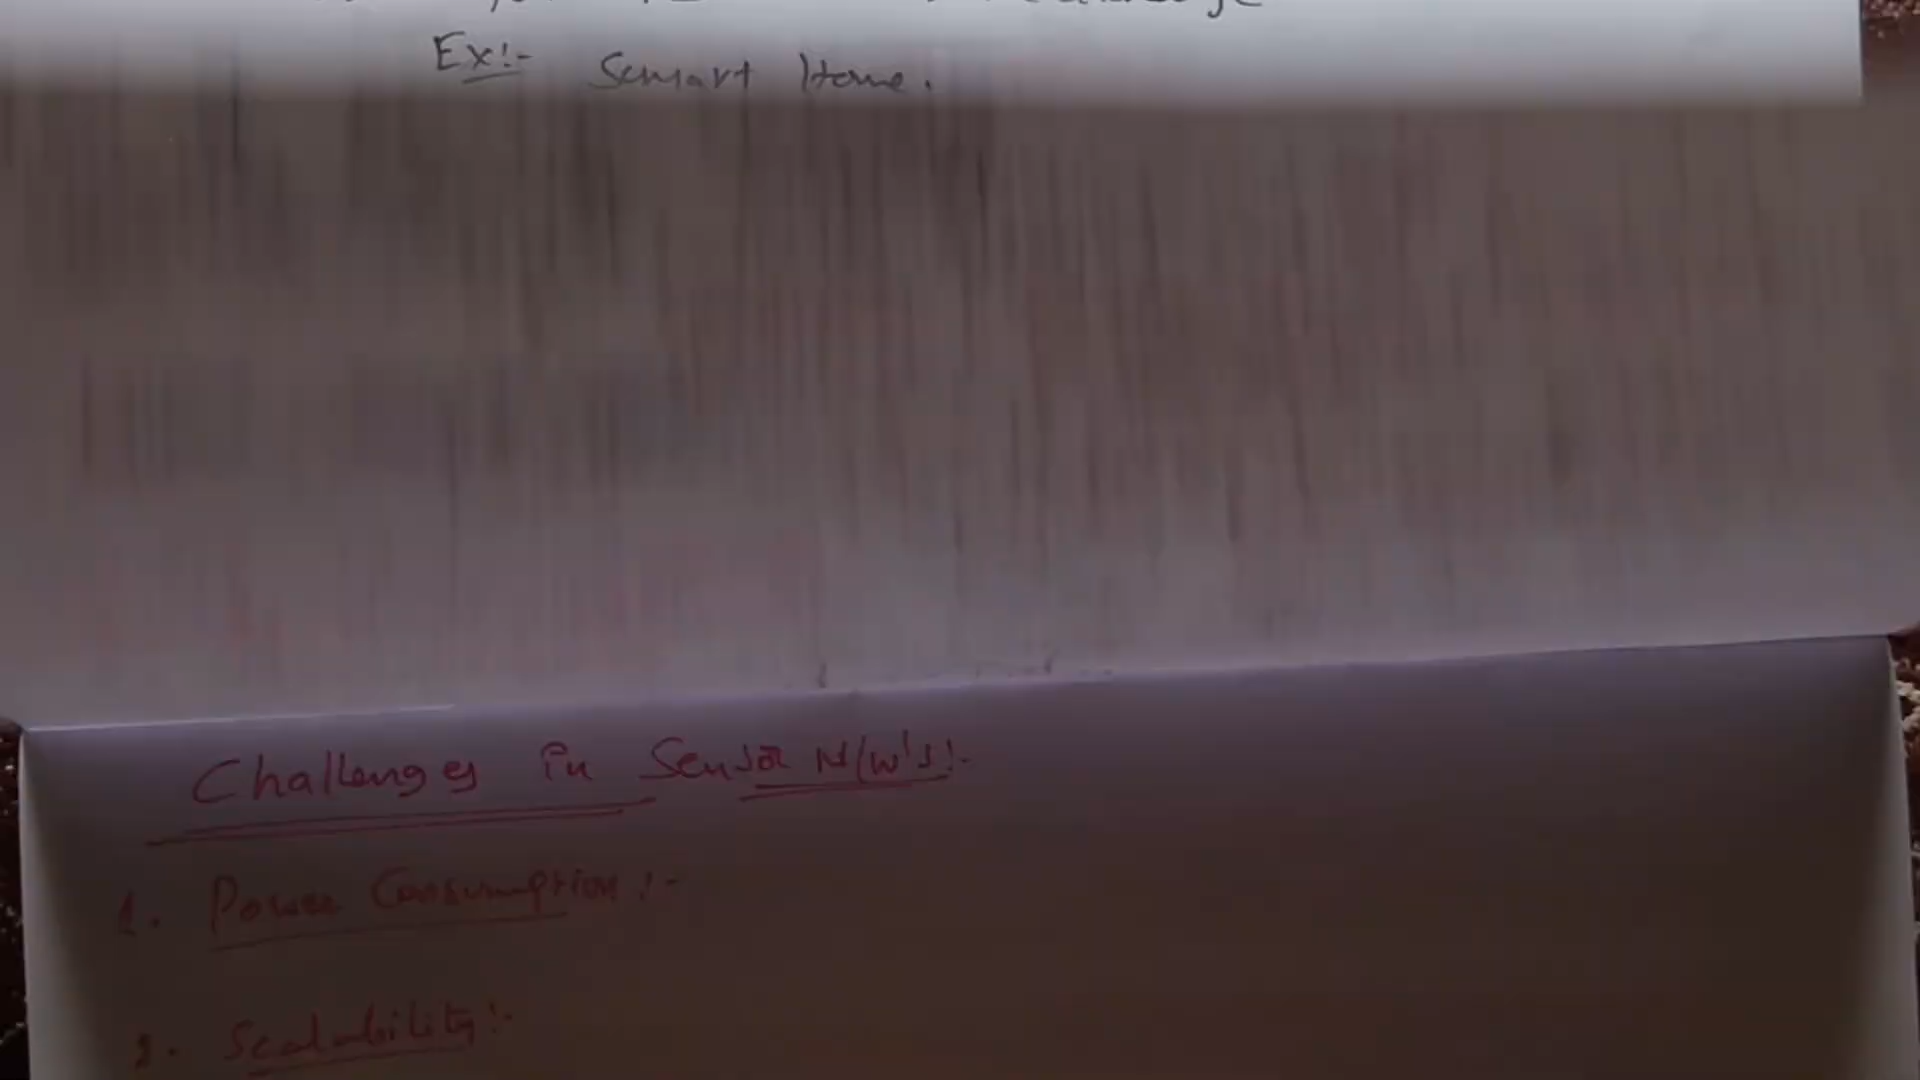 Ex:- Smart Home.
Challenges in Sensor N/w's:-
1. Power Consumption :-
2. Scalability:-